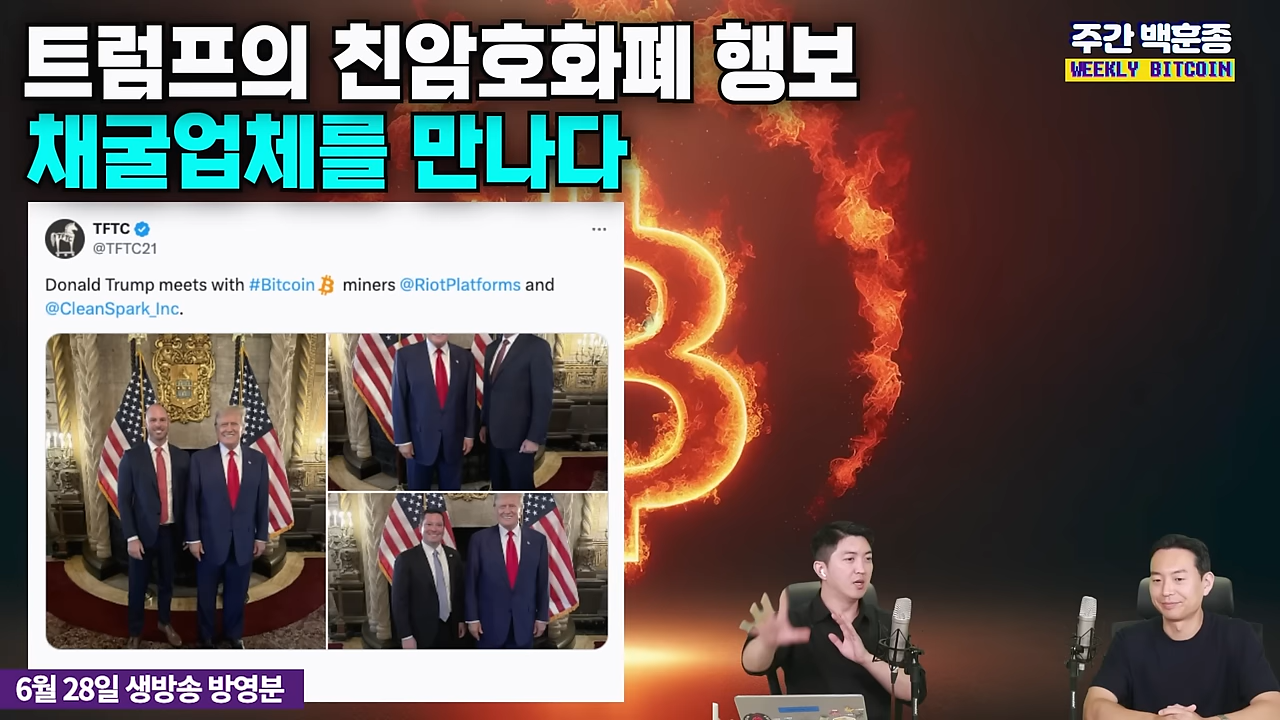 트럼프의 친암호화폐 행보
채굴업체를 만나다
주간 백훈종
WEEKLY BITCOIN
TFTC
@TFTC21
Donald Trump meets with #Bitcoin miners @RiotPlatforms and
@CleanSpark_Inc.
6월 28일 생방송 방영분